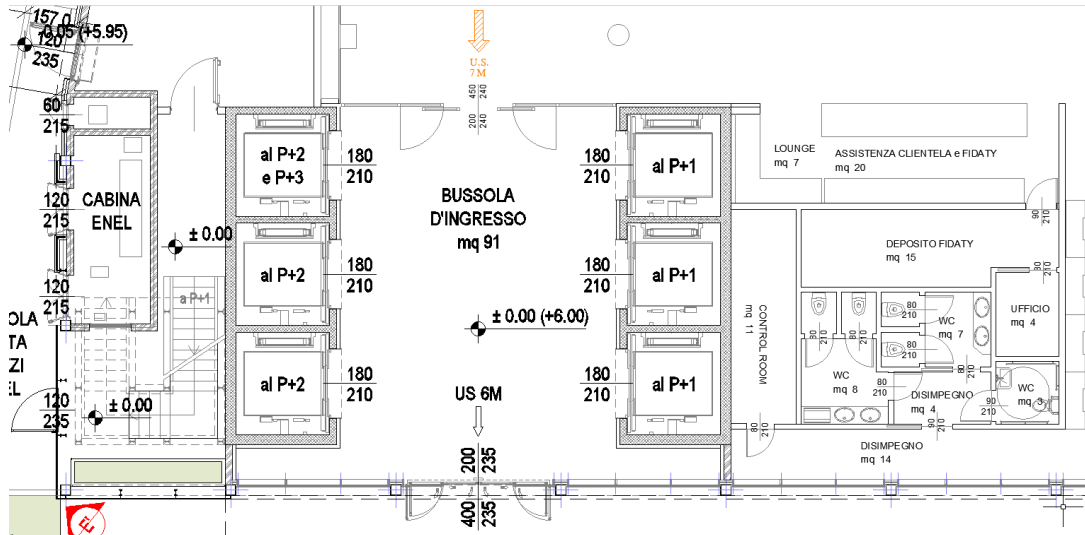 157.0
-0.05 (+5.95)
120
235
U.S.
7M
450 240
200 240
60
215
CABINA
ENEL
120
215
120
215
± 0.00
a P+1
OLA
TA
ZI
EL
120
235
± 0.00
al P+2
e P+3
180
210
al P+2
180
210
al P+2
180
210
BUSSOLA
D'INGRESSO
mq 91
± 0.00 (+6.00)
US 6M
200 235
400 235
180
210
al P+1
180
210
al P+1
180
210
al P+1
LOUNGE
mq 7
ASSISTENZA CLIENTELA e FIDATY
mq 20
90
210
DEPOSITO FIDATY
mq 15
80
210
UFFICIO
mq 4
CONTROL ROOM
mq 11
80
210
80
210
80
210
80
210
WC
mq 7
80
210
WC
mq 8
80
210
DISIMPEGNO
mq 4
90
210
WC
mq 3
90
210
80
210
DISIMPEGNO
mq 14
E'